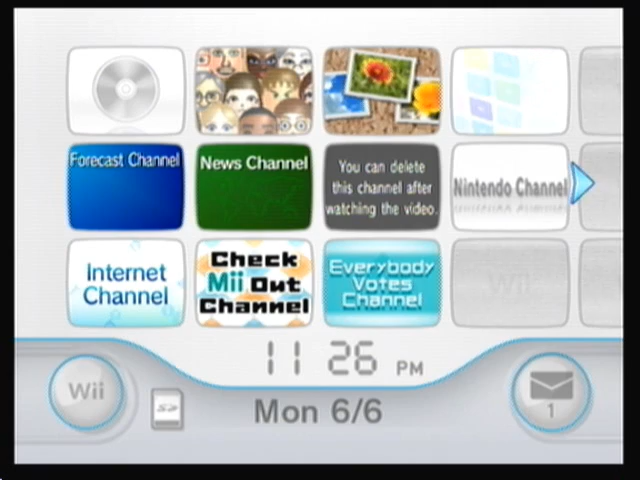 Forecast Channel
News Channel
You can delete
this channel after
watching the video.
Nintendo Channel
Internet
Channel
Check
Mii Out
Channel
Everybody
Votes
Channel
Wii
11 26 PM
Wii
SD
Mon 6/6
1